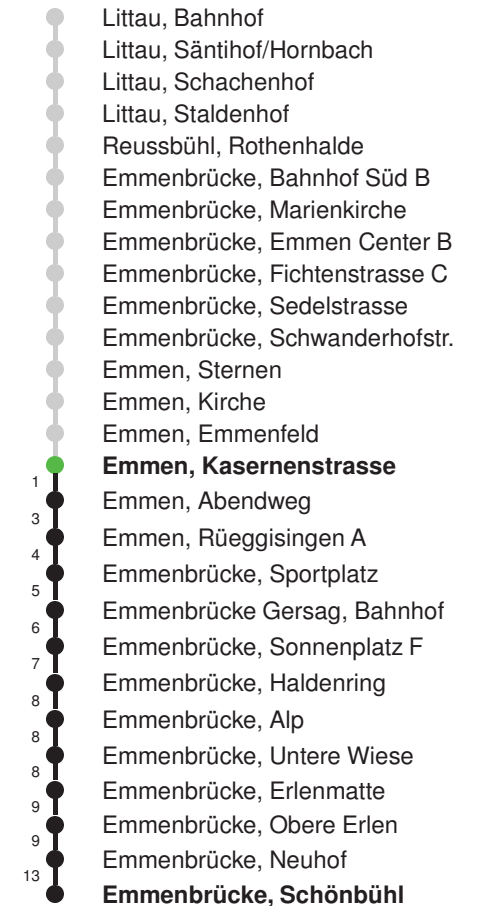 Littau, Bahnhof
Littau, Säntihof/Hornbach
Littau, Schachenhof
Littau, Staldenhof
Reussbühl, Rothenhalde
Emmenbrücke, Bahnhof Süd B
Emmenbrücke, Marienkirche
Emmenbrücke, Emmen Center B
Emmenbrücke, Fichtenstrasse C
Emmenbrücke, Sedelstrasse
Emmenbrücke, Schwanderhofstr.
Emmen, Sternen
Emmen, Kirche
Emmen, Emmenfeld
Emmen, Kasernenstrasse
1
Emmen, Abendweg
3
Emmen, Rüeggisingen A
4
Emmenbrücke, Sportplatz
5
Emmenbrücke Gersag, Bahnhof
6
Emmenbrücke, Sonnenplatz F
7
Emmenbrücke, Haldenring
8
Emmenbrücke, Alp
8
Emmenbrücke, Untere Wiese
8
Emmenbrücke, Erlenmatte
9
Emmenbrücke, Obere Erlen
9
Emmenbrücke, Neuhof
13
Emmenbrücke, Schönbühl